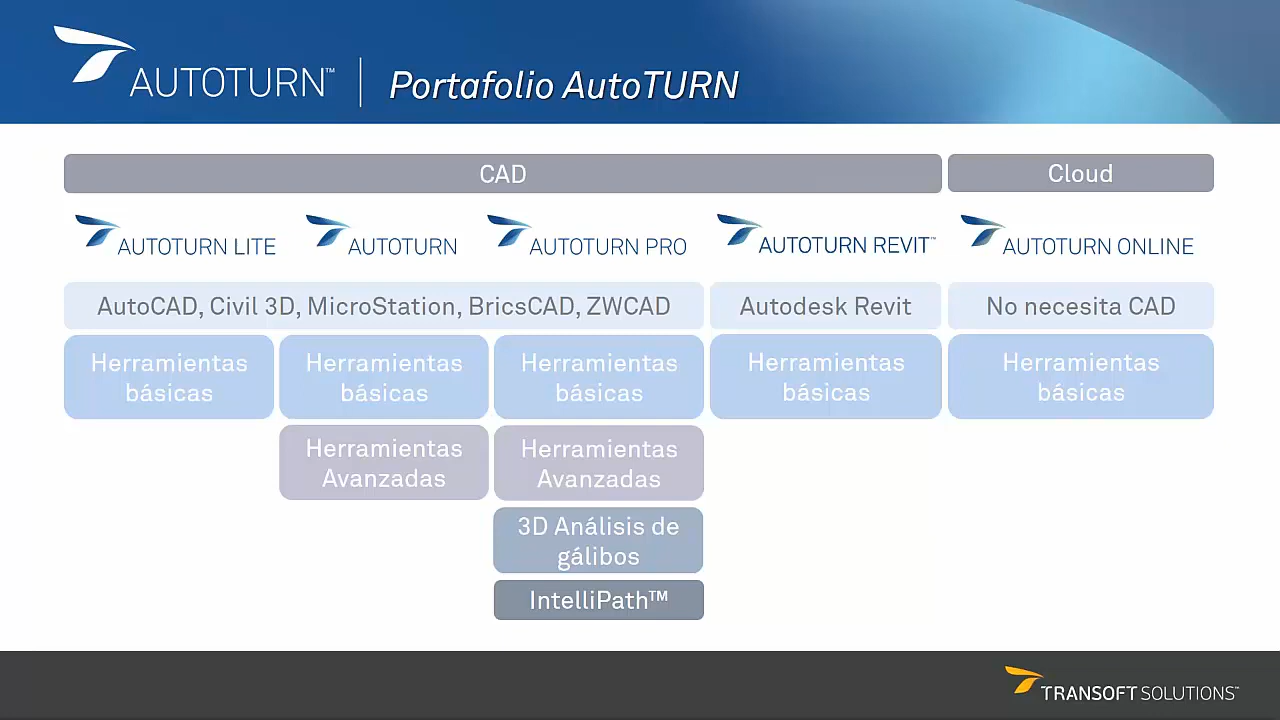 AUTOTURN™
Portafolio AutoTURN
CAD
Cloud
AUTOTURN LITE
AUTOTURN
AUTOTURN PRO
AUTOTURN REVIT™
AUTOTURN ONLINE
AutoCAD, Civil 3D, MicroStation, BricsCAD, ZWCAD
Autodesk Revit
No necesita CAD
Herramientas
básicas
Herramientas
básicas
Herramientas
básicas
Herramientas
básicas
Herramientas
básicas
Herramientas
Avanzadas
Herramientas
Avanzadas
3D Análisis de
gálibos
IntelliPath™
TRANSOFT SOLUTIONS™